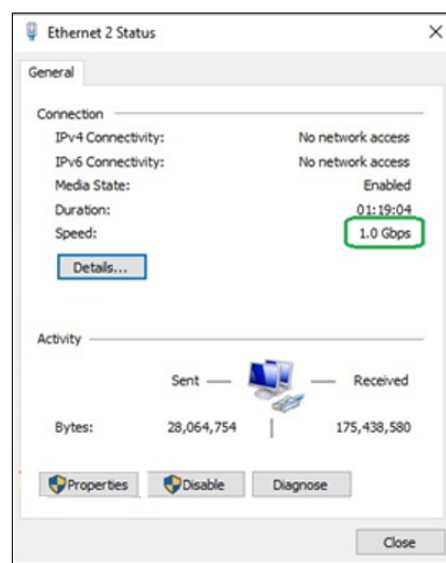 Ethernet 2 Status
General
Connection
IPv4 Connectivity: No network access
IPv6 Connectivity: No network access
Media State: Enabled
Duration: 01:19:04
Speed: 1.0 Gbps
Details...
Activity
Sent Received
Bytes: 28,064,754 175,438,580
Properties Disable Diagnose
Close